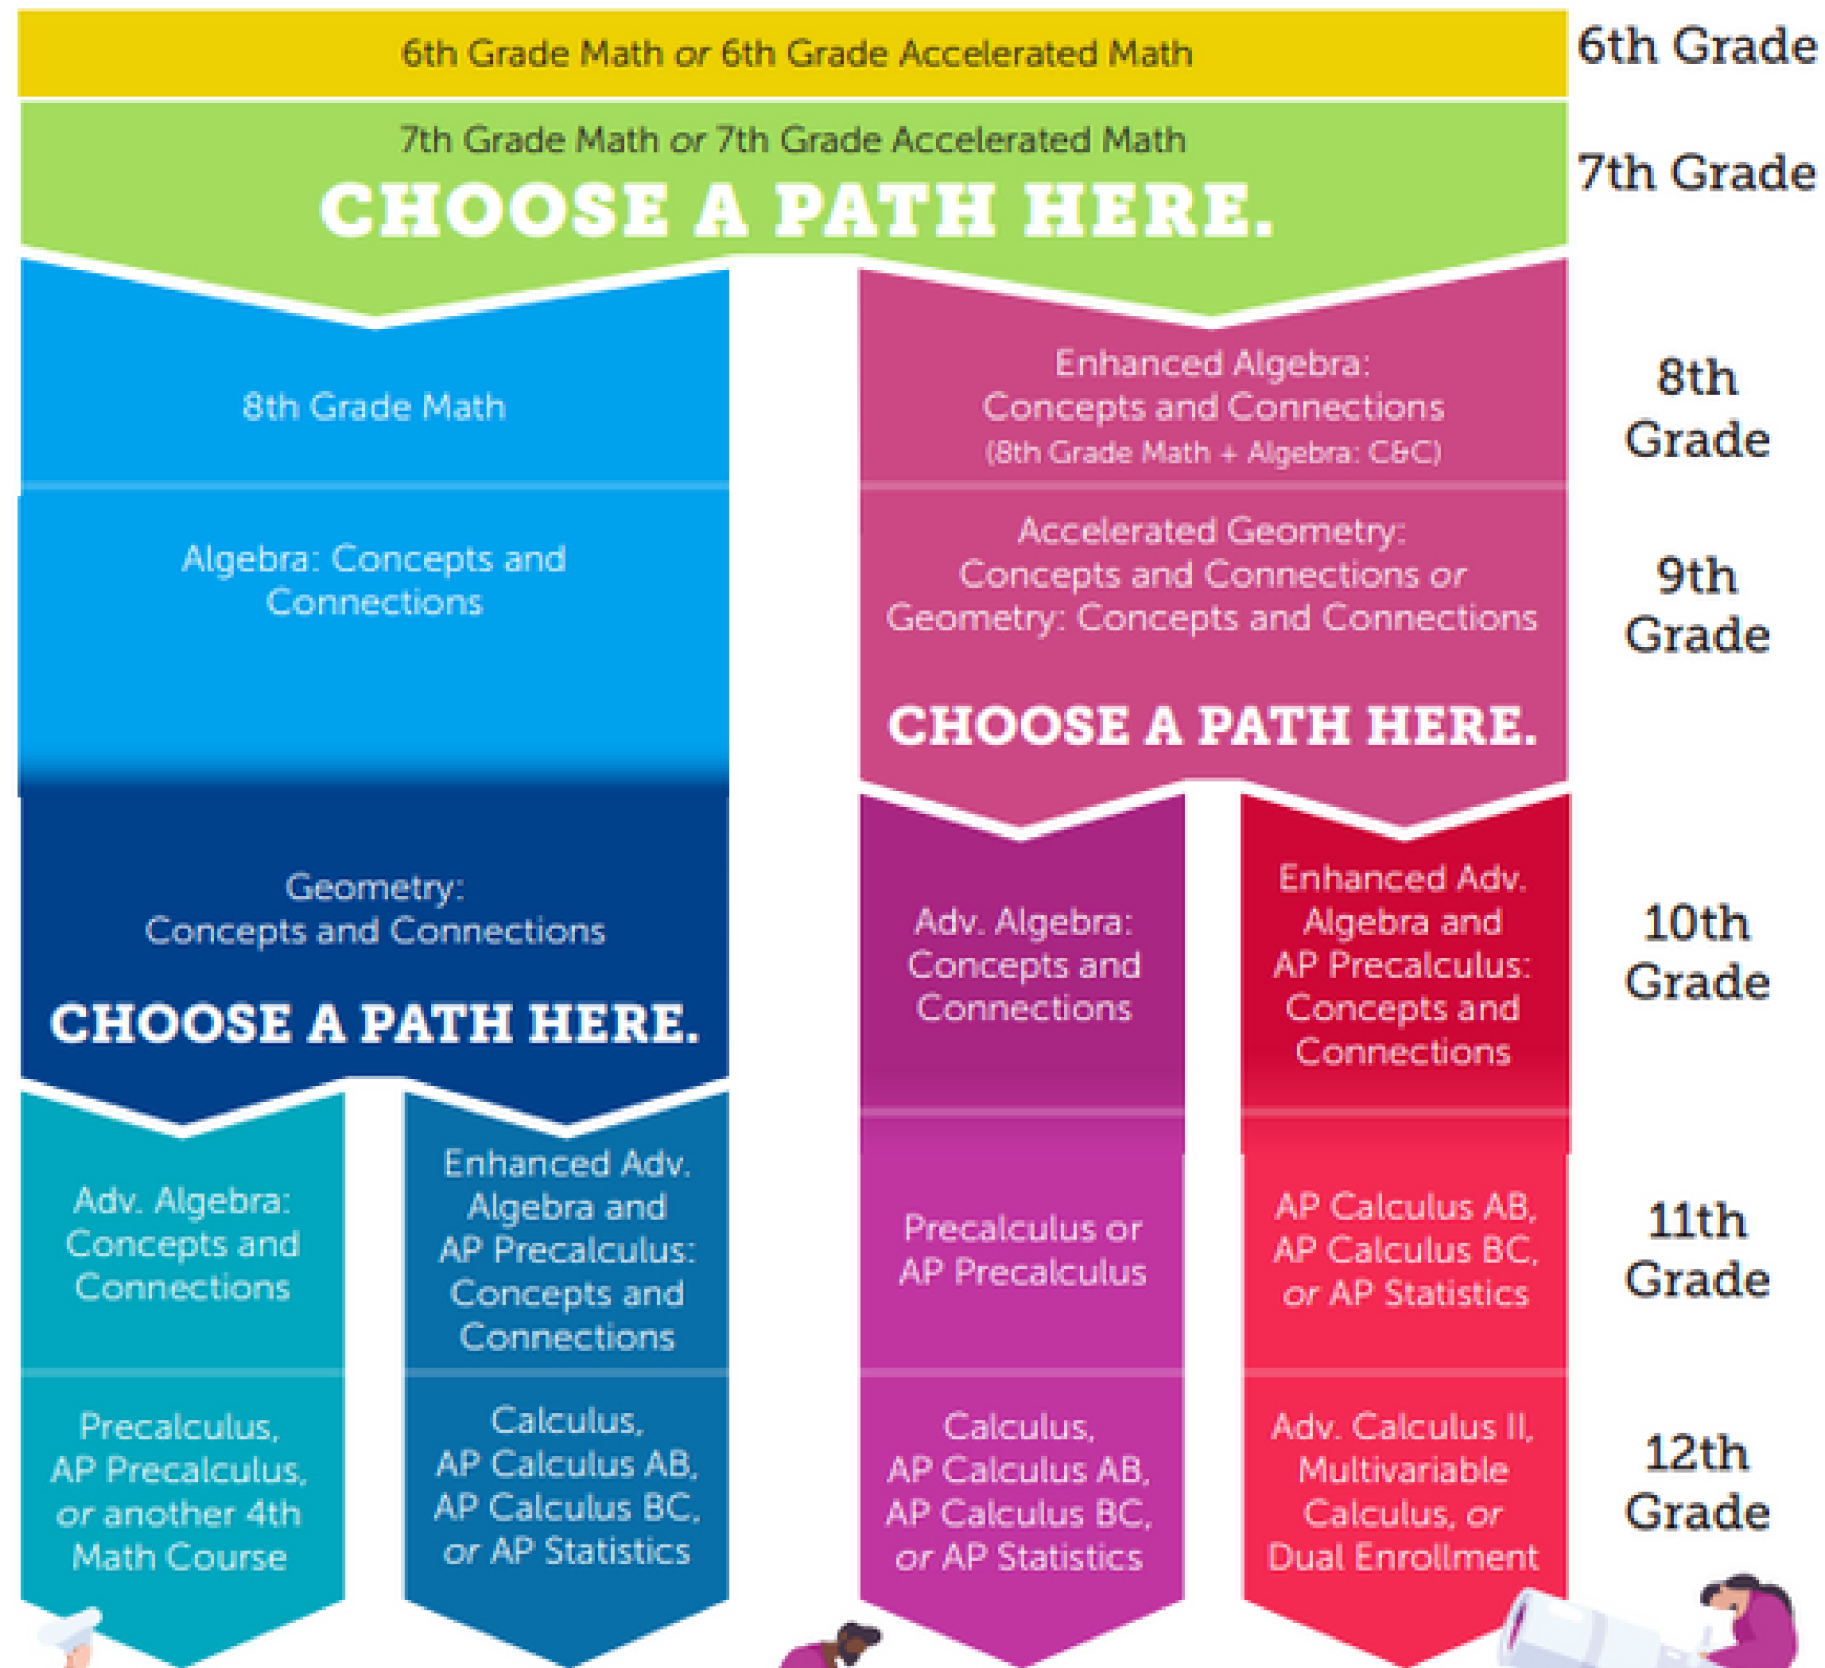 6th Grade Math or 6th Grade Accelerated Math
6th Grade
7th Grade Math or 7th Grade Accelerated Math
CHOOSE A PATH HERE.
7th Grade
8th Grade Math
Enhanced Algebra:
Concepts and Connections
(8th Grade Math + Algebra: C&C)
8th
Grade
Algebra: Concepts and
Connections
Accelerated Geometry:
Concepts and Connections or
Geometry: Concepts and Connections
CHOOSE A PATH HERE.
9th
Grade
Geometry:
Concepts and Connections
CHOOSE A PATH HERE.
Adv. Algebra:
Concepts and
Connections
Enhanced Adv.
Algebra and
AP Precalculus:
Concepts and
Connections
10th
Grade
Adv. Algebra:
Concepts and
Connections
Enhanced Adv.
Algebra and
AP Precalculus:
Concepts and
Connections
Precalculus or
AP Precalculus
AP Calculus AB,
AP Calculus BC,
or AP Statistics
11th
Grade
Precalculus,
AP Precalculus,
or another 4th
Math Course
Calculus,
AP Calculus AB,
AP Calculus BC,
or AP Statistics
Calculus,
AP Calculus AB,
AP Calculus BC,
or AP Statistics
Adv. Calculus II,
Multivariable
Calculus, or
Dual Enrollment
12th
Grade